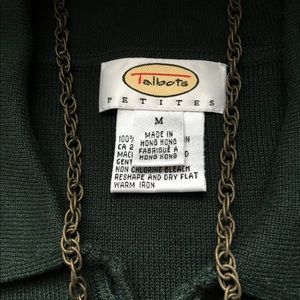 Talbots
PETITES
M
MADE IN
HONG KONG
FABRIQUÉ A
HONG KONG
100%
CA
NON CHLORINE BLEACH
RESHAPE AND DRY FLAT
WARM IRON